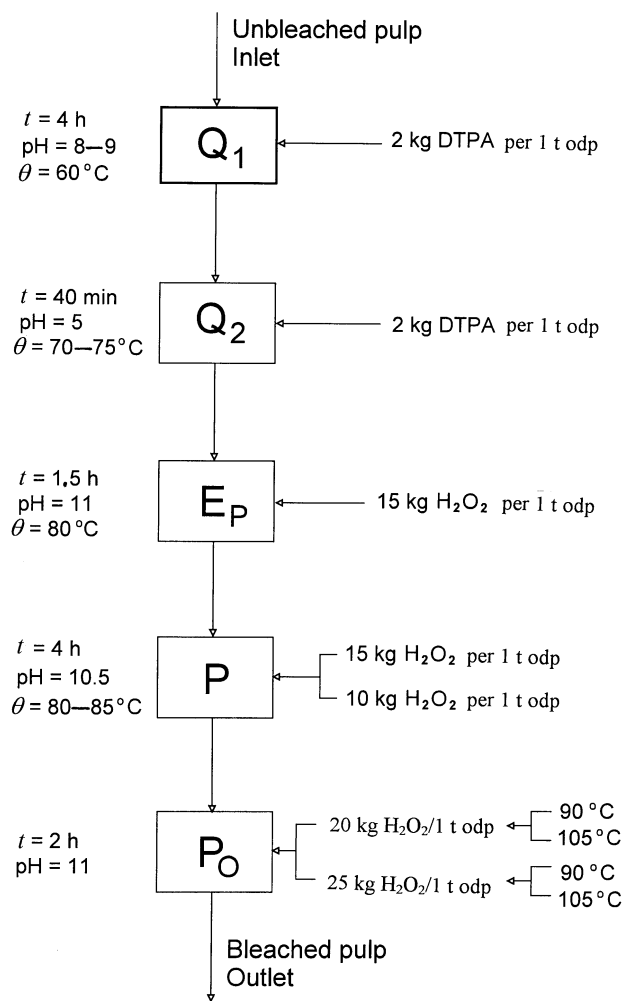 Unbleached pulp
Inlet
t = 4 h
pH = 8–9
θ = 60 °C
Q₁
2 kg DTPA per 1 t odp
t = 40 min
pH = 5
θ = 70–75°C
Q₂
2 kg DTPA per 1 t odp
t = 1.5 h
pH = 11
θ = 80 °C
E_P
15 kg H₂O₂ per 1 t odp
t = 4 h
pH = 10.5
θ = 80–85°C
P
15 kg H₂O₂ per 1 t odp
10 kg H₂O₂ per 1 t odp
t = 2 h
pH = 11
P_O
20 kg H₂O₂/1 t odp
90 °C
105°C
25 kg H₂O₂/1 t odp
90 °C
105°C
Bleached pulp
Outlet